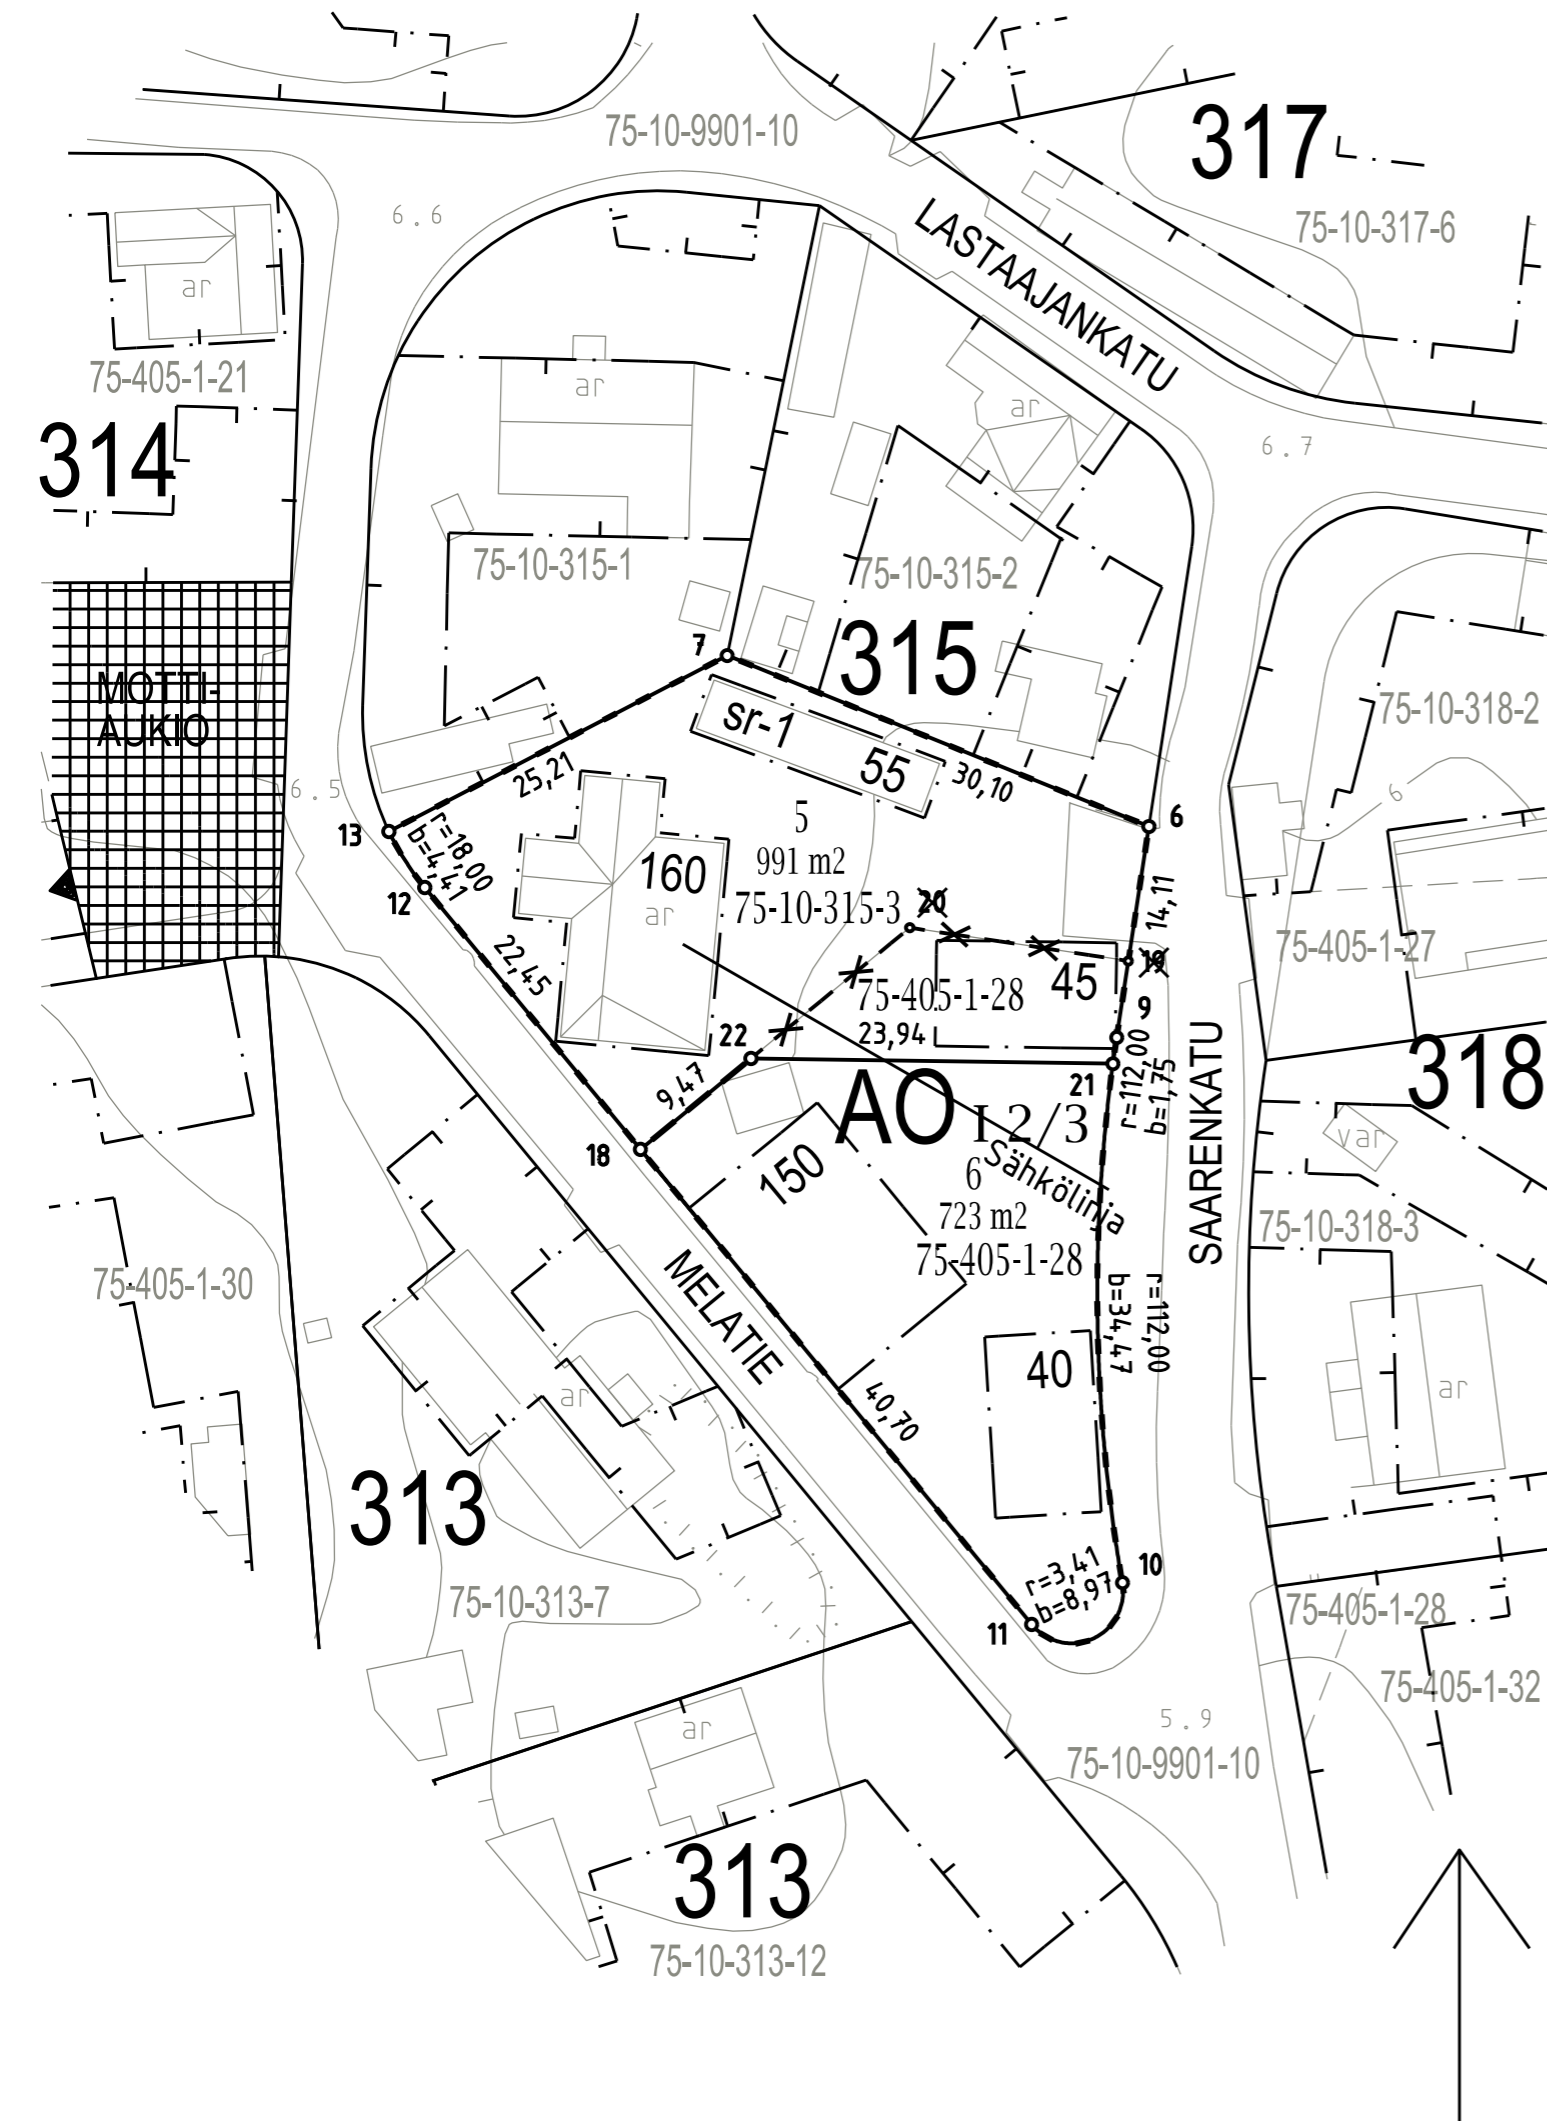 75-10-9901-10
317
75-10-317-6
6.6
LASTAAJANKATU
ar
75-405-1-21
ar
ar
314
6.7
75-10-315-1
75-10-315-2
7
315
MOTTI-
AUKIO
75-10-318-2
sr-1
55
25,21
30,10
6.5
6
13
r=18,00
b=4,41
5
6
991 m2
160
12
ar
75-10-315-3
20
14,11
22,45
75-405-1-27
19
45
75-405-1-28
9
22
23,94
21
r=112,00
b=1,75
SAARENKATU
318
9,47
AO
I 2/3
var
18
150
6
Sähkölinja
723 m2
75-405-1-28
75-10-318-3
75-405-1-30
MELATIE
r=112,00
b=34,47
40
ar
ar
40,70
313
10
r=3,41
b=8,97
75-10-313-7
11
75-405-1-28
75-405-1-32
ar
5.9
75-10-9901-10
313
75-10-313-12